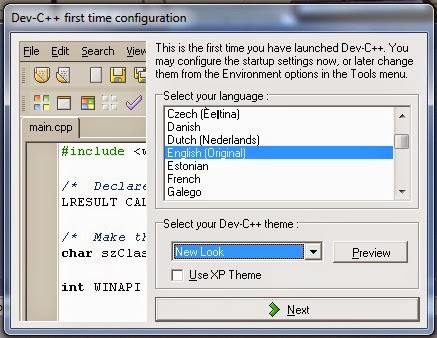 Dev-C++ first time configuration
File Edit Search View
main.cpp
#include <w
/* Declare
LRESULT CAL
/* Make th
char szClas
int WINAPI
This is the first time you have launched Dev-C++. You
may configure the startup settings now, or later change
them from the Environment options in the Tools menu.
Select your language :
Czech (Èeľtina)
Danish
Dutch (Nederlands)
English (Original)
Estonian
French
Galego
Select your Dev-C++ theme :
New Look
Preview
Use XP Theme
Next